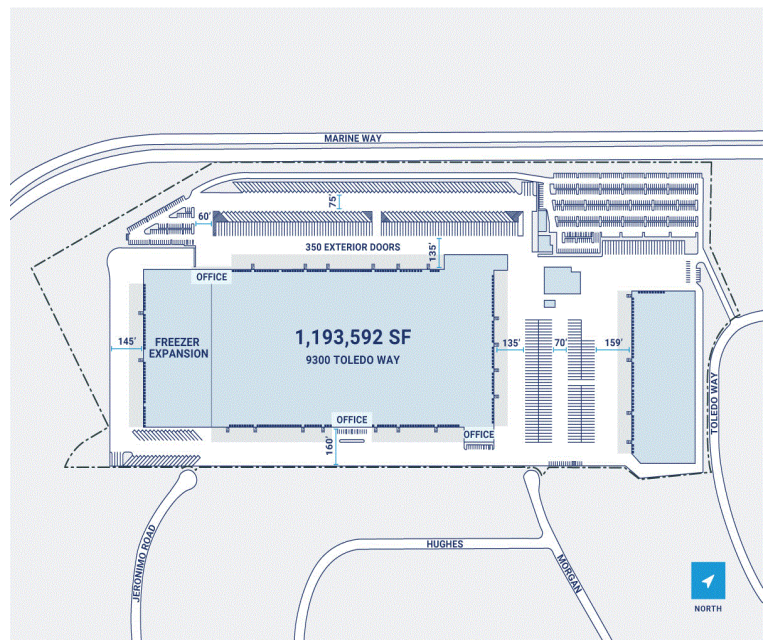 MARINE WAY
75'
60'
350 EXTERIOR DOORS
135'
OFFICE
1,193,592 SF
9300 TOLEDO WAY
FREEZER
EXPANSION
145'
135'
70'
159'
OFFICE
OFFICE
160'
TOLEDO WAY
JERONIMO ROAD
HUGHES
MORGAN
NORTH